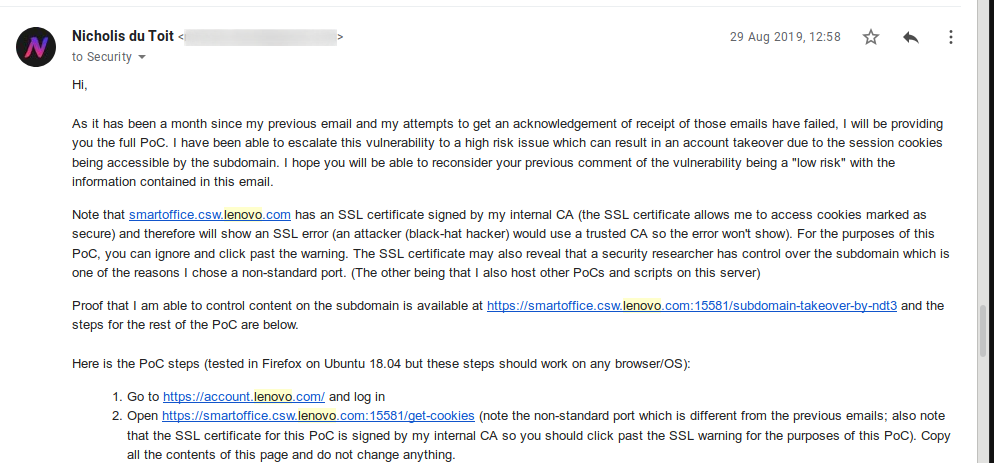 Nicholis du Toit < >
29 Aug 2019, 12:58
to Security
Hi,
As it has been a month since my previous email and my attempts to get an acknowledgement of receipt of those emails have failed, I will be providing
you the full PoC. I have been able to escalate this vulnerability to a high risk issue which can result in an account takeover due to the session cookies
being accessible by the subdomain. I hope you will be able to reconsider your previous comment of the vulnerability being a "low risk" with the
information contained in this email.
Note that smartoffice.csw.lenovo.com has an SSL certificate signed by my internal CA (the SSL certificate allows me to access cookies marked as
secure) and therefore will show an SSL error (an attacker (black-hat hacker) would use a trusted CA so the error won't show). For the purposes of this
PoC, you can ignore and click past the warning. The SSL certificate may also reveal that a security researcher has control over the subdomain which is
one of the reasons I chose a non-standard port. (The other being that I also host other PoCs and scripts on this server)
Proof that I am able to control content on the subdomain is available at https://smartoffice.csw.lenovo.com:15581/subdomain-takeover-by-ndt3 and the
steps for the rest of the PoC are below.
Here is the PoC steps (tested in Firefox on Ubuntu 18.04 but these steps should work on any browser/OS):
1. Go to https://account.lenovo.com/ and log in
2. Open https://smartoffice.csw.lenovo.com:15581/get-cookies (note the non-standard port which is different from the previous emails; also note
that the SSL certificate for this PoC is signed by my internal CA so you should click past the SSL warning for the purposes of this PoC). Copy
all the contents of this page and do not change anything.